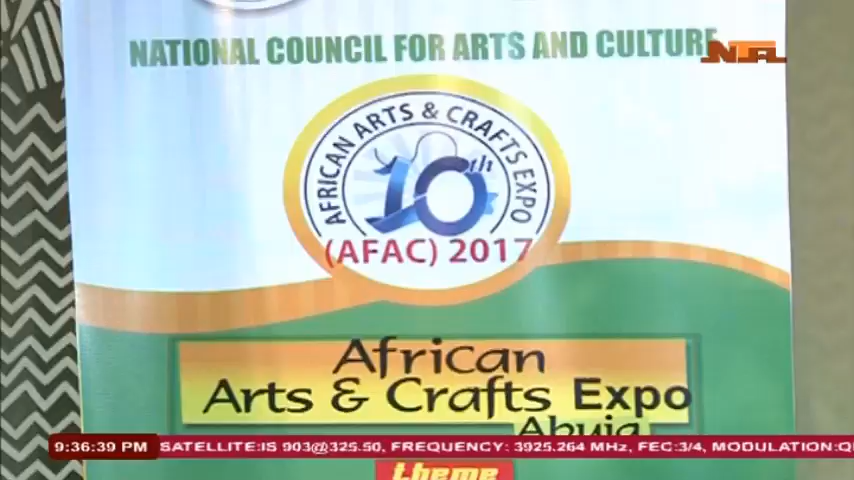 NATIONAL COUNCIL FOR ARTS AND CULTURE
NTA
AFRICAN ARTS & CRAFTS EXPO
10th
(AFAC) 2017
African
Arts & Crafts Expo
Abuja
9:36:39 PM SATELLITE:IS 903@325.50, FREQUENCY: 3925.264 MHz, FEC:3/4, MODULATION:Q
theme